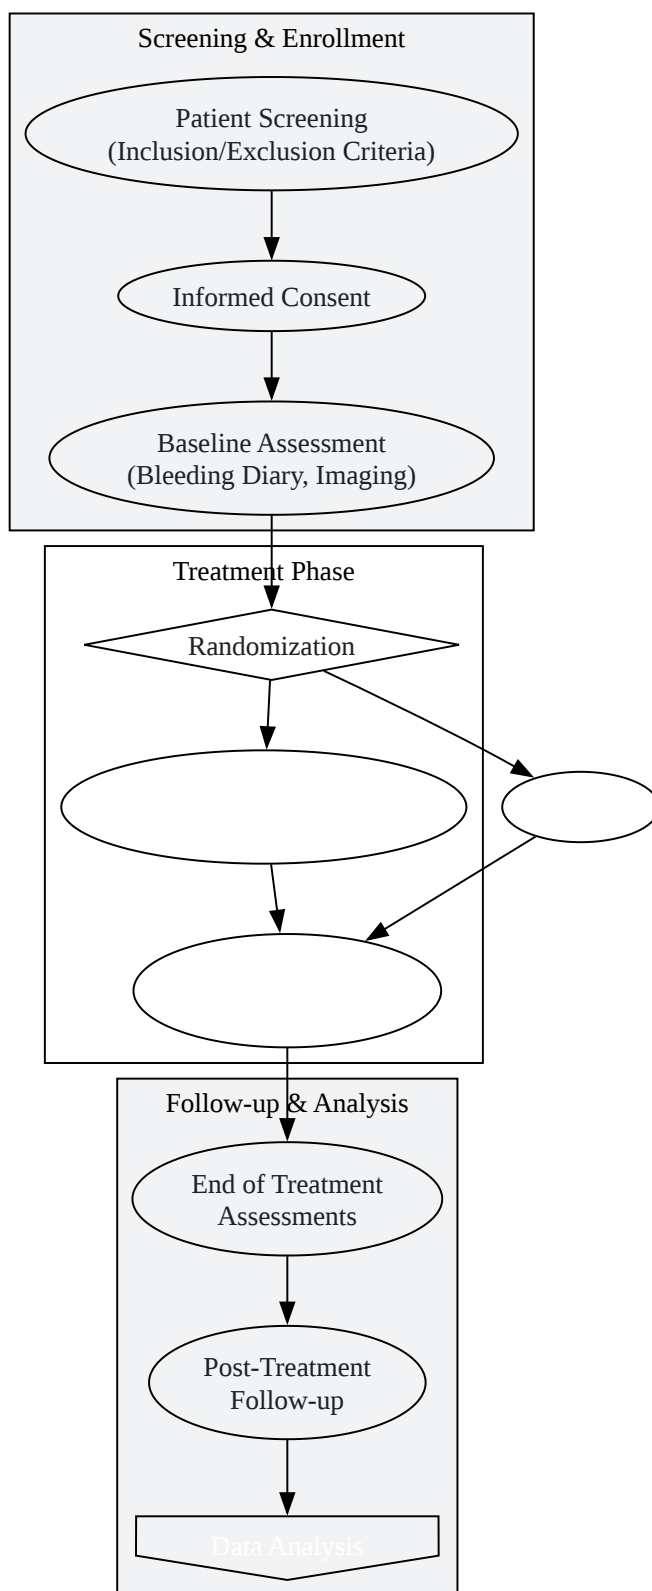 Screening & Enrollment
Patient Screening
(Inclusion/Exclusion Criteria)
Informed Consent
Baseline Assessment
(Bleeding Diary, Imaging)
Treatment Phase
Randomization
Follow-up & Analysis
End of Treatment
Assessments
Post-Treatment
Follow-up
Data Analysis